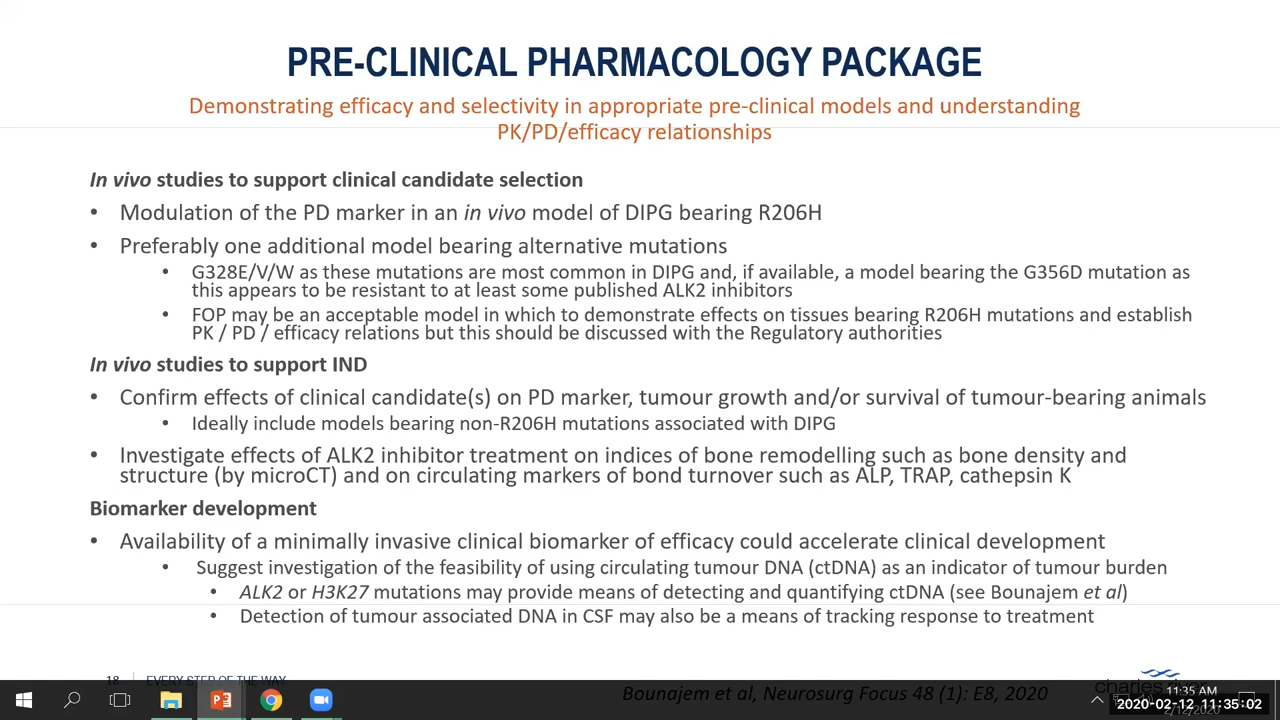 PRE-CLINICAL PHARMACOLOGY PACKAGE
Demonstrating efficacy and selectivity in appropriate pre-clinical models and understanding
PK/PD/efficacy relationships
In vivo studies to support clinical candidate selection
• Modulation of the PD marker in an in vivo model of DIPG bearing R206H
• Preferably one additional model bearing alternative mutations
• G328E/V/W as these mutations are most common in DIPG and, if available, a model bearing the G356D mutation as
this appears to be resistant to at least some published ALK2 inhibitors
• FOP may be an acceptable model in which to demonstrate effects on tissues bearing R206H mutations and establish
PK / PD / efficacy relations but this should be discussed with the Regulatory authorities
In vivo studies to support IND
• Confirm effects of clinical candidate(s) on PD marker, tumour growth and/or survival of tumour-bearing animals
• Ideally include models bearing non-R206H mutations associated with DIPG
• Investigate effects of ALK2 inhibitor treatment on indices of bone remodelling such as bone density and
structure (by microCT) and on circulating markers of bond turnover such as ALP, TRAP, cathepsin K
Biomarker development
• Availability of a minimally invasive clinical biomarker of efficacy could accelerate clinical development
• Suggest investigation of the feasibility of using circulating tumour DNA (ctDNA) as an indicator of tumour burden
• ALK2 or H3K27 mutations may provide means of detecting and quantifying ctDNA (see Bounajem et al)
• Detection of tumour associated DNA in CSF may also be a means of tracking response to treatment
18 EVERY STEP OF THE WAY
Bounajem et al, Neurosurg Focus 48 (1): E8, 2020
charles river
11:35 AM
2020-02-12 11:35:02
2/12/2020